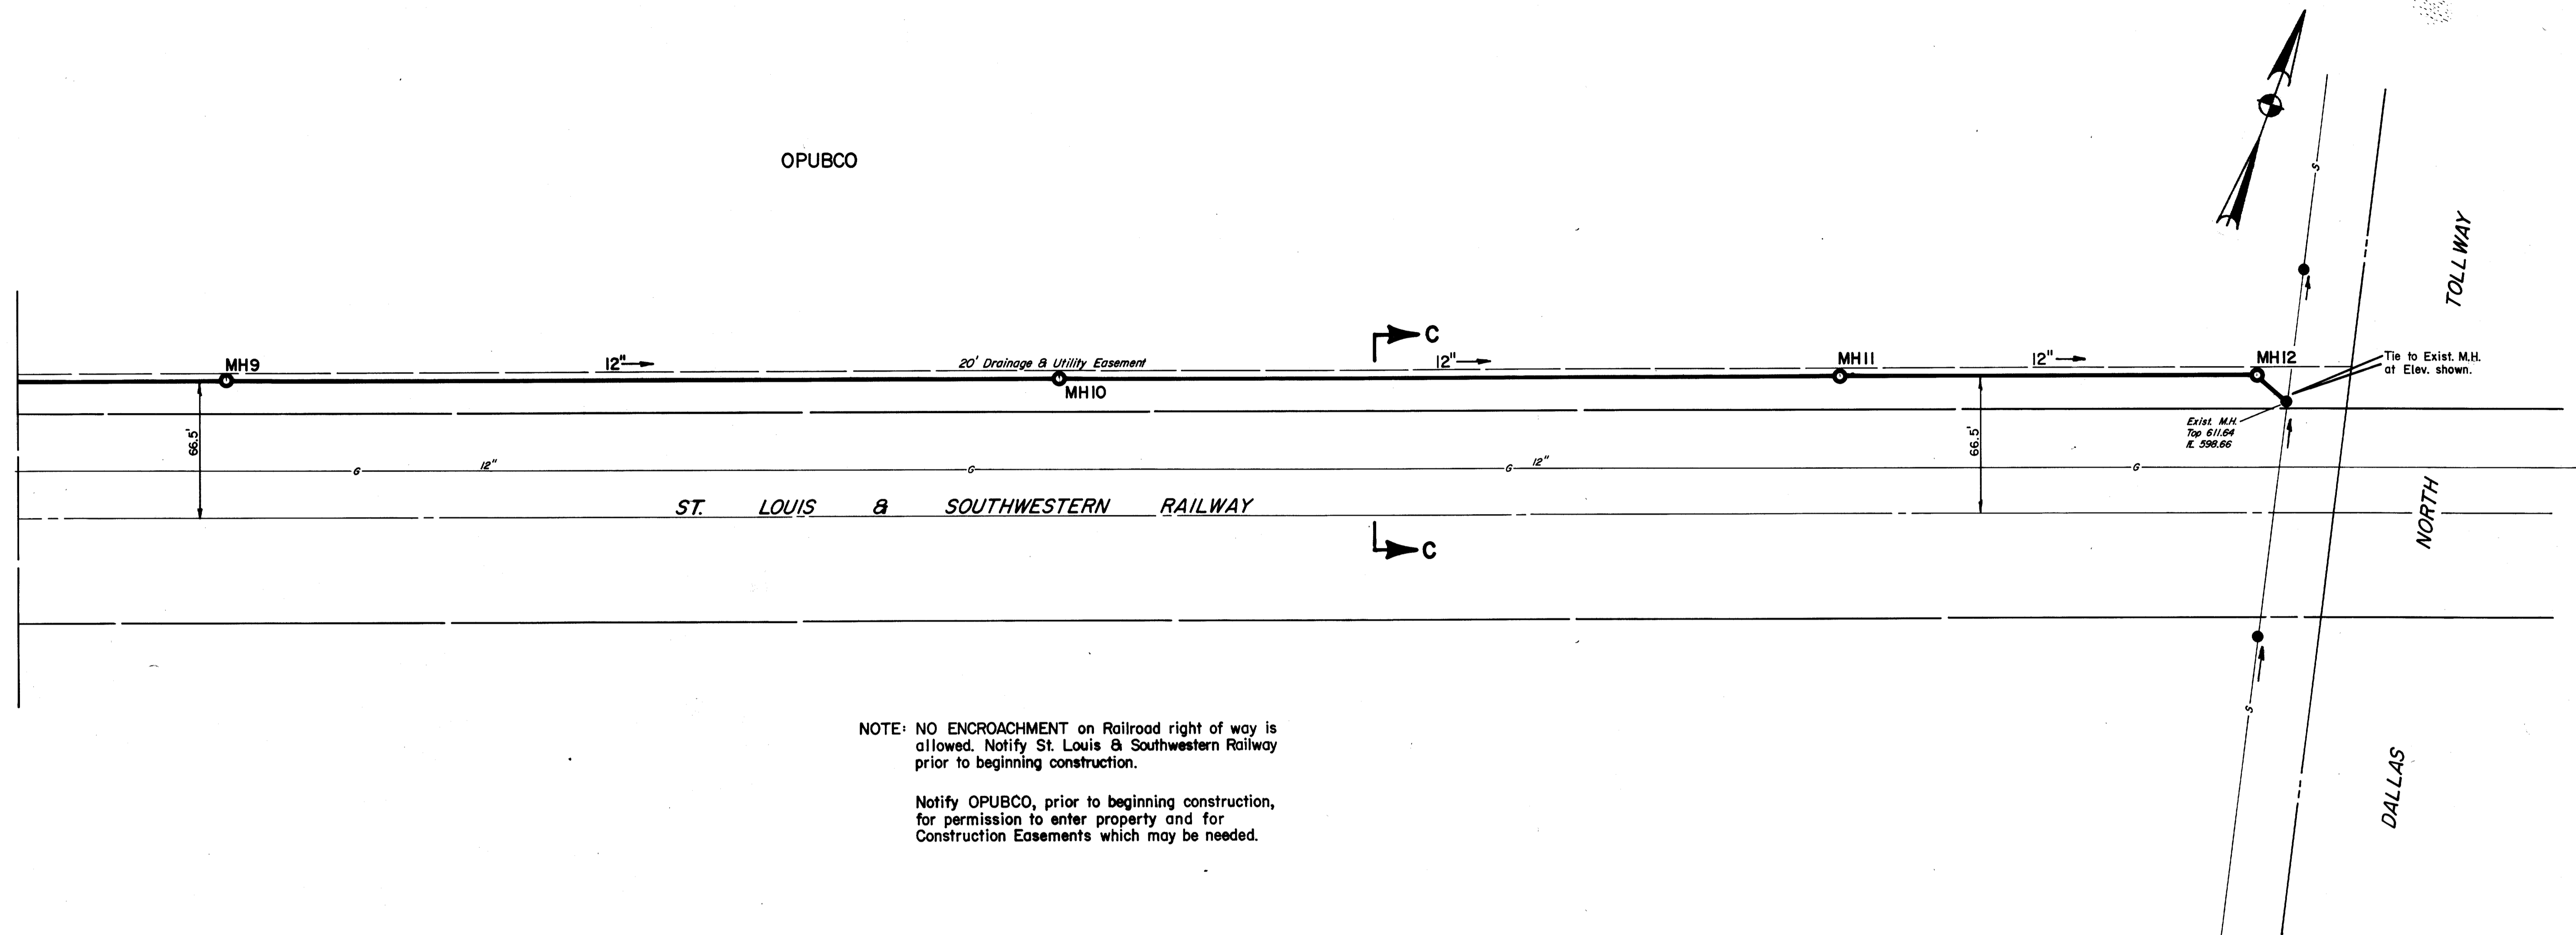 OPUBCO
S
TOLLWAY
C
MH9
12"
20' Drainage & Utility Easement
12"
MH11
12"
MH12
Tie to Exist. M.H.
at Elev. shown.
MH10
66.5'
66.5'
Exist. M.H.
Top 611.64
FL 598.66
G
12"
G
G
12"
G
ST. LOUIS & SOUTHWESTERN RAILWAY
NORTH
C
S
DALLAS
NOTE: NO ENCROACHMENT on Railroad right of way is
allowed. Notify St. Louis & Southwestern Railway
prior to beginning construction.
Notify OPUBCO, prior to beginning construction,
for permission to enter property and for
Construction Easements which may be needed.